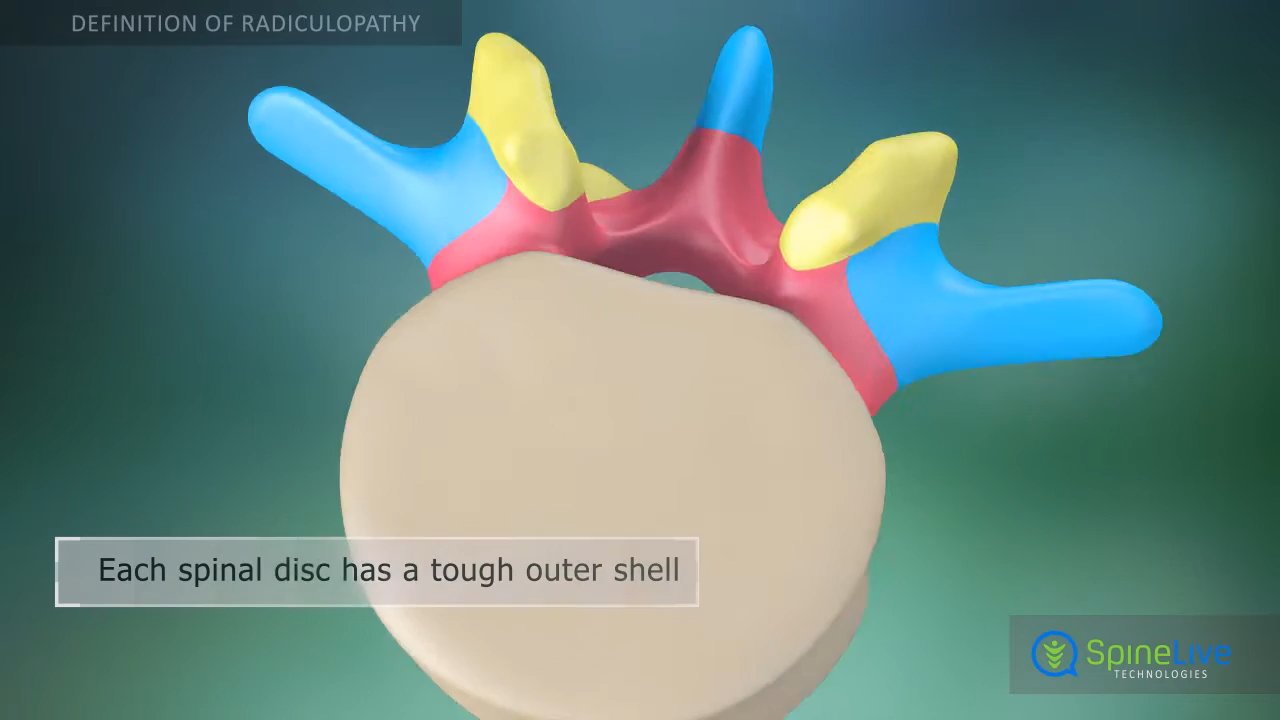 DEFINITION OF RADICULOPATHY
Each spinal disc has a tough outer shell
SpineLive
TECHNOLOGIES